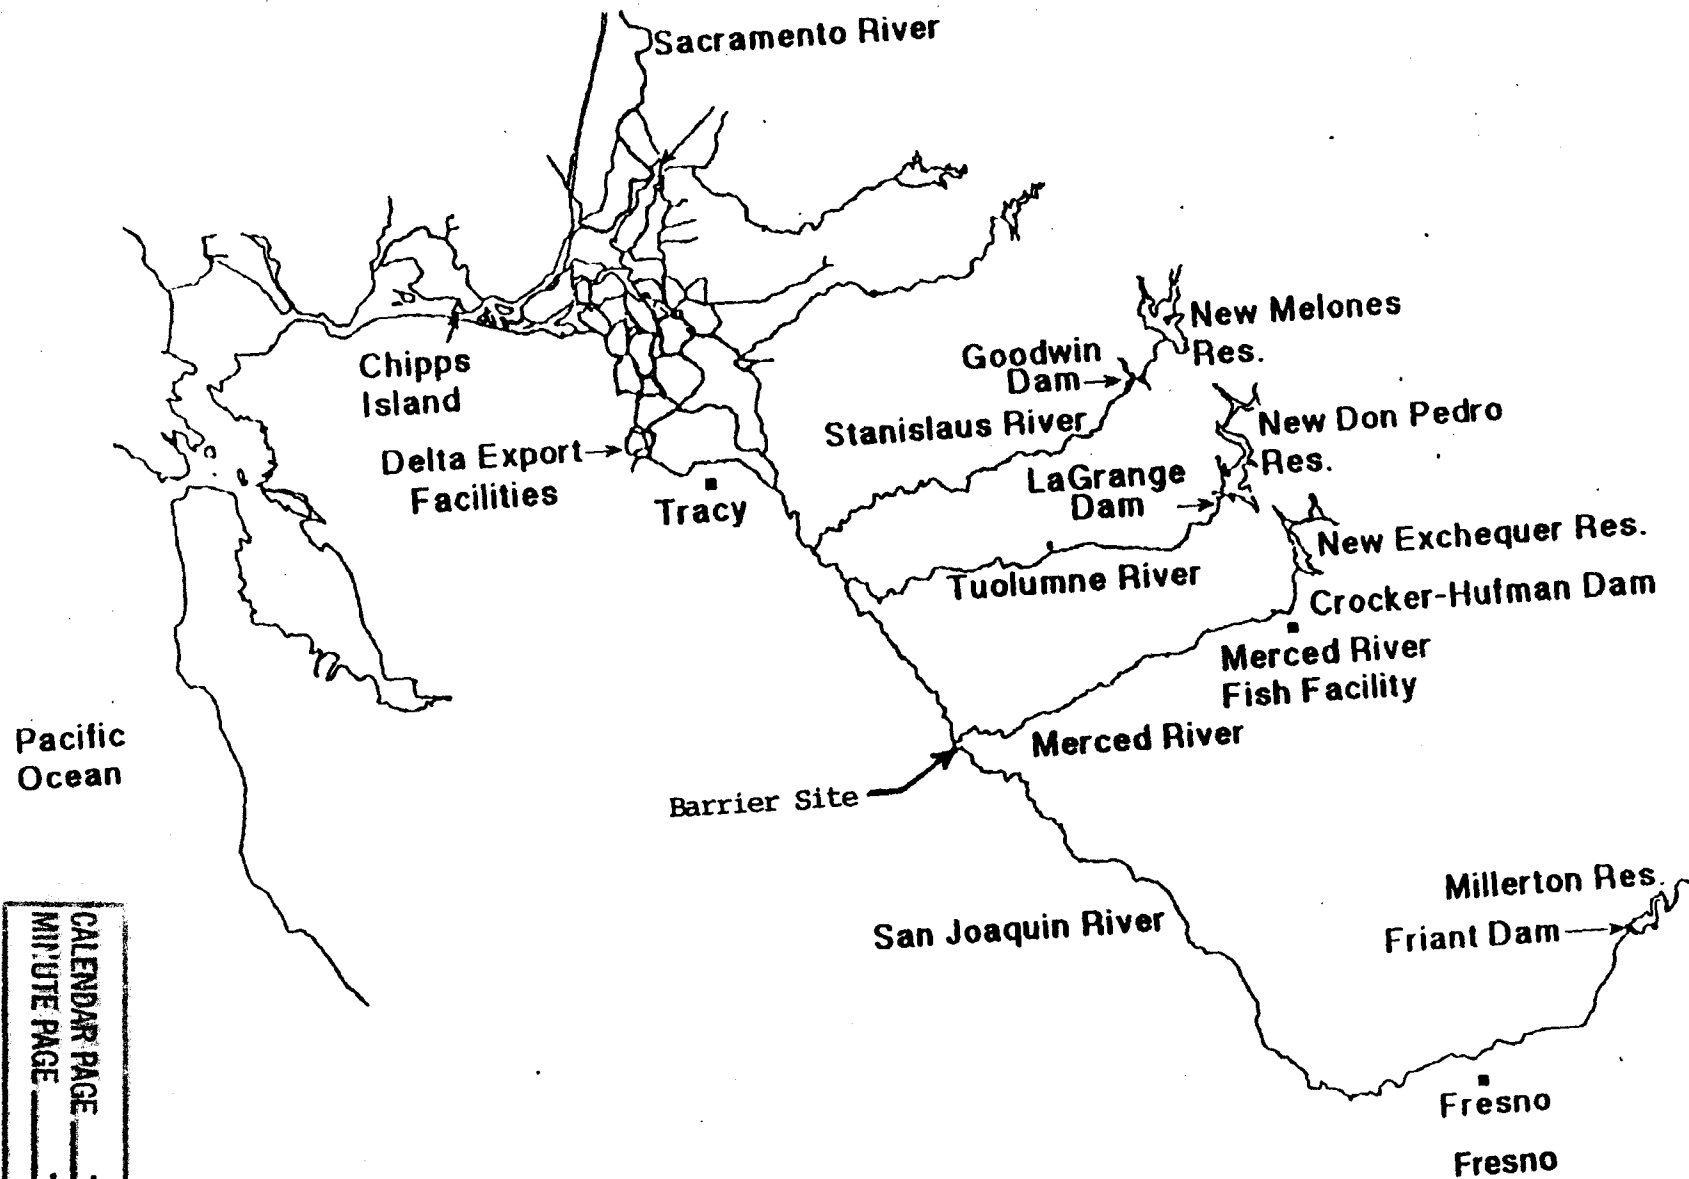 Sacramento River
New Melones
Res.
Goodwin
Dam
Chipps
Island
Stanislaus River
New Don Pedro
Res.
Delta Export
Facilities
LaGrange
Dam
Tracy
New Exchequer Res.
Tuolumne River
Crocker-Hufman Dam
Merced River
Fish Facility
Pacific
Ocean
Merced River
Barrier Site
Millerton Res.
San Joaquin River
Friant Dam
Fresno
Fresno
CALENDAR PAGE
MINUTE PAGE